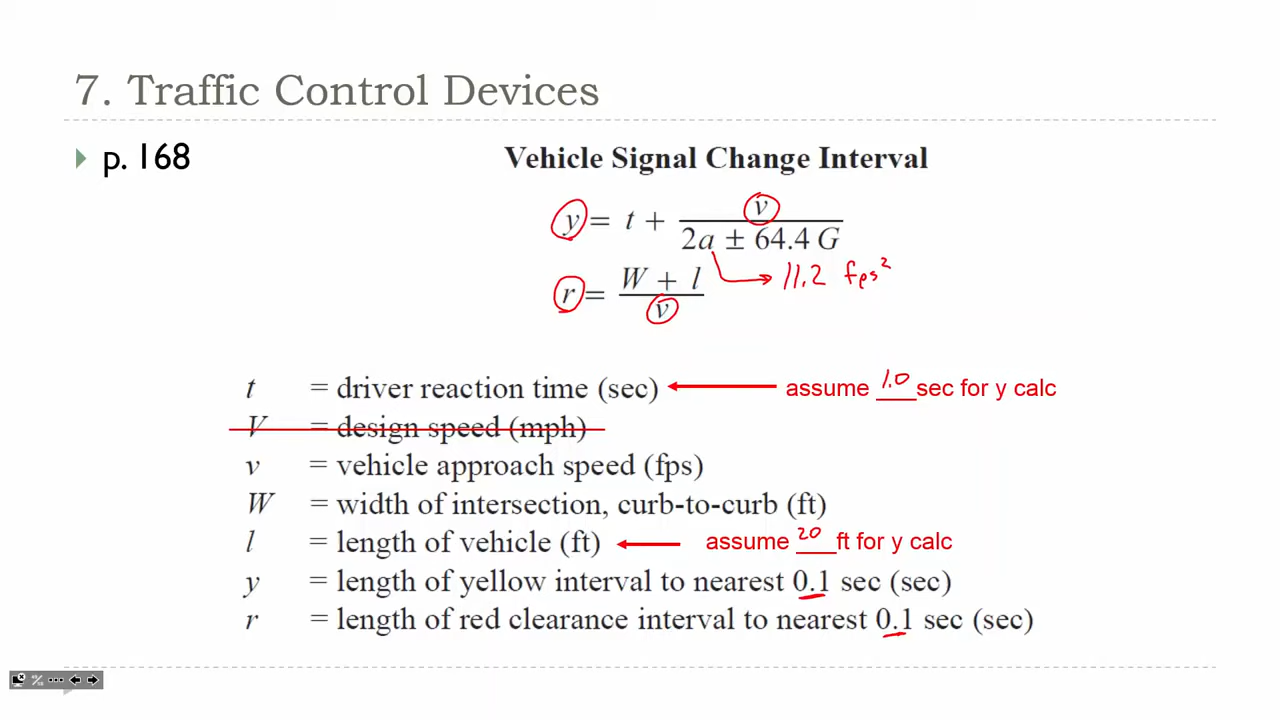 7. Traffic Control Devices
p. 168
Vehicle Signal Change Interval
y = t + v / (2a ± 64.4 G)
11.2 fps²
r = (W + l) / v
t = driver reaction time (sec) assume 1.0 sec for y calc
V = design speed (mph)
v = vehicle approach speed (fps)
W = width of intersection, curb-to-curb (ft)
l = length of vehicle (ft) assume 20 ft for y calc
y = length of yellow interval to nearest 0.1 sec (sec)
r = length of red clearance interval to nearest 0.1 sec (sec)